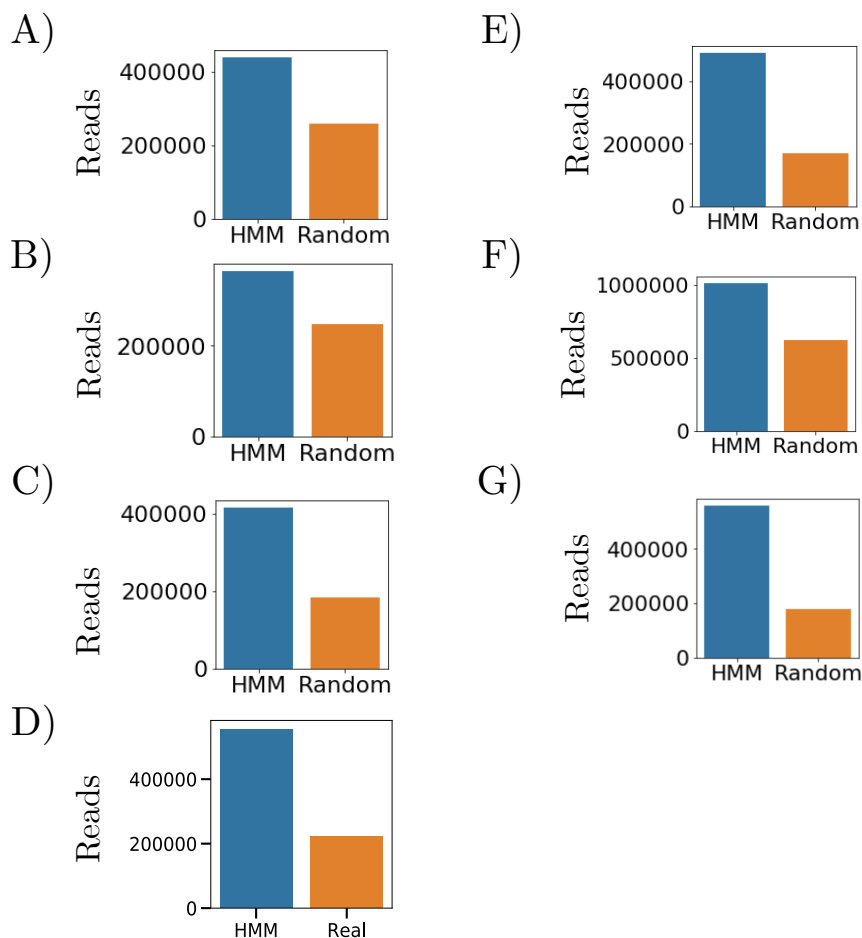 A)
Reads
400000
200000
0
HMM Random
B)
Reads
200000
0
HMM Random
C)
Reads
400000
200000
0
HMM Random
D)
Reads
400000
200000
0
HMM Real
E)
Reads
400000
200000
0
HMM Random
F)
Reads
1000000
500000
0
HMM Random
G)
Reads
400000
200000
0
HMM Random